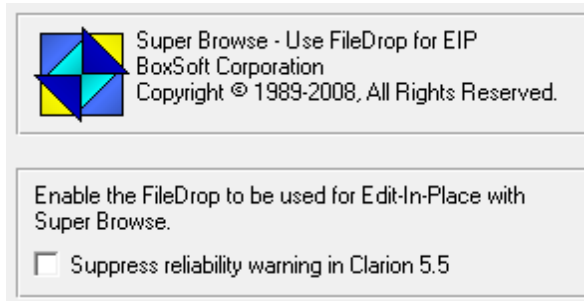 Super Browse - Use FileDrop for EIP
BoxSoft Corporation
Copyright © 1989-2008, All Rights Reserved.
Enable the FileDrop to be used for Edit-In-Place with
Super Browse.
Suppress reliability warning in Clarion 5.5